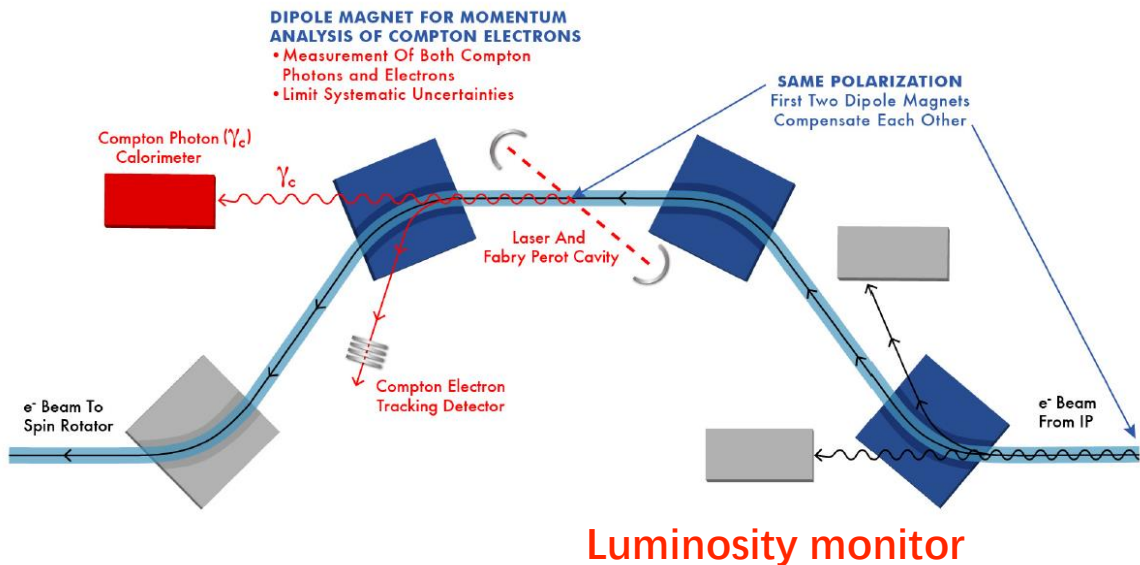 DIPOLE MAGNET FOR MOMENTUM
ANALYSIS OF COMPTON ELECTRONS
•Measurement Of Both Compton
Photons and Electrons
•Limit Systematic Uncertainties
SAME POLARIZATION
First Two Dipole Magnets
Compensate Each Other
Compton Photon (γc)
Calorimeter
γc
Laser And
Fabry Perot Cavity
Compton Electron
Tracking Detector
e- Beam To
Spin Rotator
e- Beam
From IP
Luminosity monitor